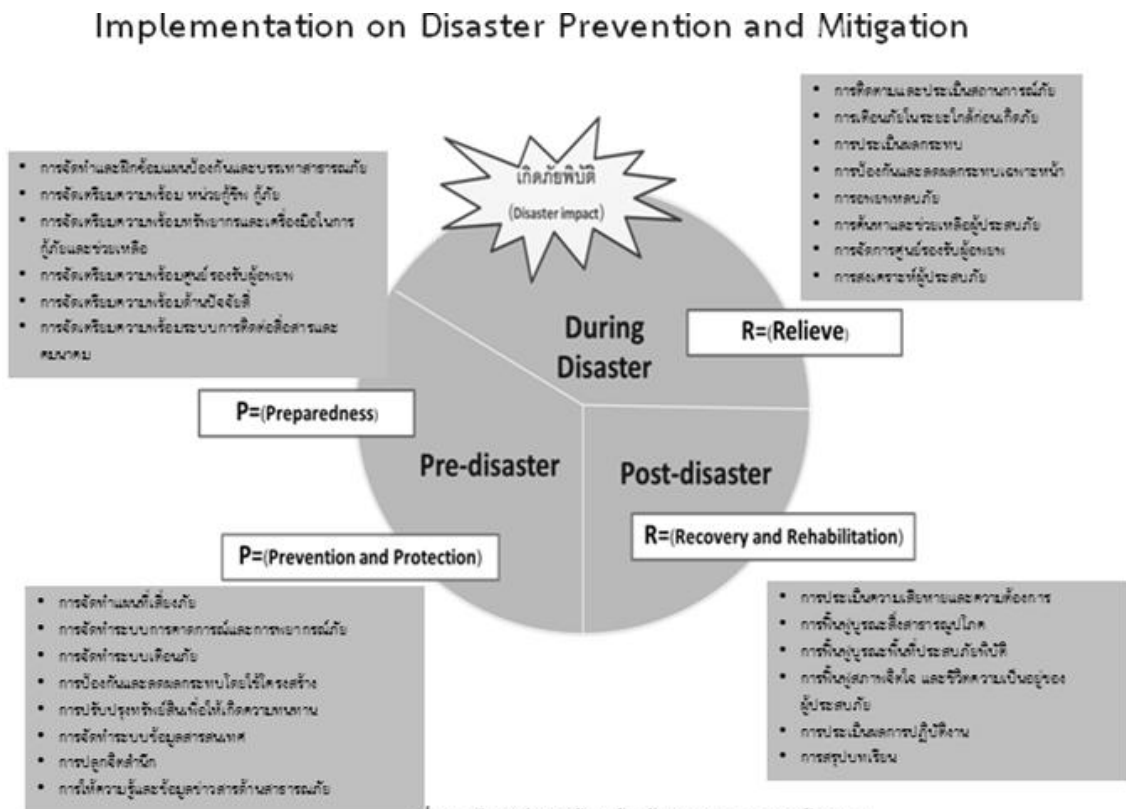 Implementation on Disaster Prevention and Mitigation
• การติดตามและประเมินสถานการณ์ภัย
• การเตือนภัยในระยะใกล้ก่อนเกิดภัย
• การประเมินผลกระทบ
• การป้องกันและลดผลกระทบเฉพาะหน้า
• การอพยพหลบภัย
• การค้นหาและช่วยเหลือผู้ประสบภัย
• การจัดการศูนย์รองรับผู้อพยพ
• การสงเคราะห์ผู้ประสบภัย
เกิดภัยพิบัติ
(Disaster impact)
• การจัดทำและฝึกซ้อมแผนป้องกันและบรรเทาสาธารณภัย
• การจัดเตรียมความพร้อม หน่วยกู้ชีพ กู้ภัย
• การจัดเตรียมความพร้อมทรัพยากรและเครื่องมือในการ
กู้ภัยและช่วยเหลือ
• การจัดเตรียมความพร้อมศูนย์รองรับผู้อพยพ
• การจัดเตรียมความพร้อมด้านปัจจัยสี่
• การจัดเตรียมความพร้อมระบบการติดต่อสื่อสารและ
คมนาคม
During
Disaster
R=(Relieve)
P=(Preparedness)
Pre-disaster
Post-disaster
R=(Recovery and Rehabilitation)
P=(Prevention and Protection)
• การจัดทำแผนที่เสี่ยงภัย
• การจัดทำระบบการคาดการณ์และการพยากรณ์ภัย
• การจัดทำระบบเตือนภัย
• การป้องกันและลดผลกระทบโดยใช้โครงสร้าง
• การปรับปรุงทรัพย์สินเพื่อให้เกิดความทนทาน
• การจัดทำระบบข้อมูลสารสนเทศ
• การปลูกจิตสำนึก
• การให้ความรู้และข้อมูลข่าวสารด้านสาธารณภัย
• การประเมินความเสียหายและความต้องการ
• การฟื้นฟูบูรณะสิ่งสาธารณูปโภค
• การฟื้นฟูบูรณะพื้นที่ประสบภัยพิบัติ
• การฟื้นฟูสภาพจิตใจ และชีวิตความเป็นอยู่ของ
ผู้ประสบภัย
• การประเมินผลการปฏิบัติงาน
• การสรุปบทเรียน